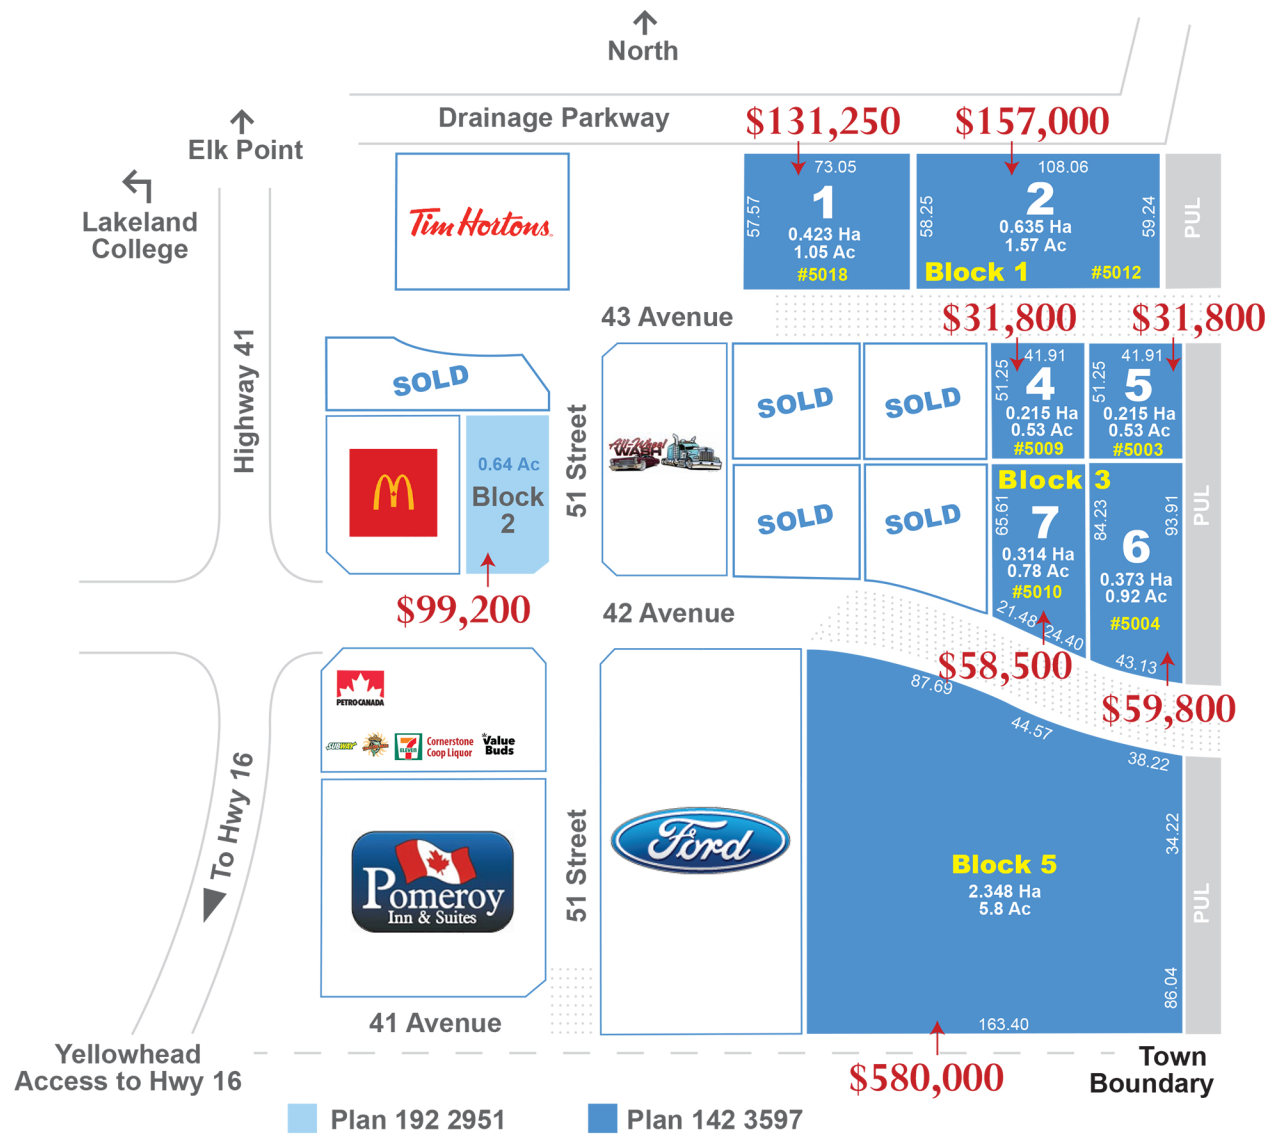 North
Drainage Parkway
$131,250
$157,000
Elk Point
Lakeland
College
Tim Hortons
73.05
57.57
1
0.423 Ha
1.05 Ac
#5018
108.06
58.25
2
59.24
0.635 Ha
1.57 Ac
Block 1
#5012
PUL
43 Avenue
$31,800
$31,800
Highway 41
SOLD
SOLD
SOLD
41.91
51.25
4
0.215 Ha
0.53 Ac
#5009
41.91
51.25
5
0.215 Ha
0.53 Ac
#5003
0.64 Ac
Block
2
51 Street
All-Wheel
WASH
SOLD
SOLD
Block 3
65.61
7
0.314 Ha
0.78 Ac
#5010
21.48
24.40
84.23
93.91
6
0.373 Ha
0.92 Ac
#5004
43.13
PUL
$99,200
42 Avenue
$58,500
$59,800
PETRO-CANADA
SUBWAY
7
ELEVEN
Cornerstone
Coop Liquor
Value
Buds
87.69
44.57
38.22
34.22
To Hwy 16
Pomeroy
Inn & Suites
51 Street
Ford
Block 5
2.348 Ha
5.8 Ac
PUL
86.04
163.40
41 Avenue
Yellowhead
Access to Hwy 16
$580,000
Town
Boundary
Plan 192 2951
Plan 142 3597